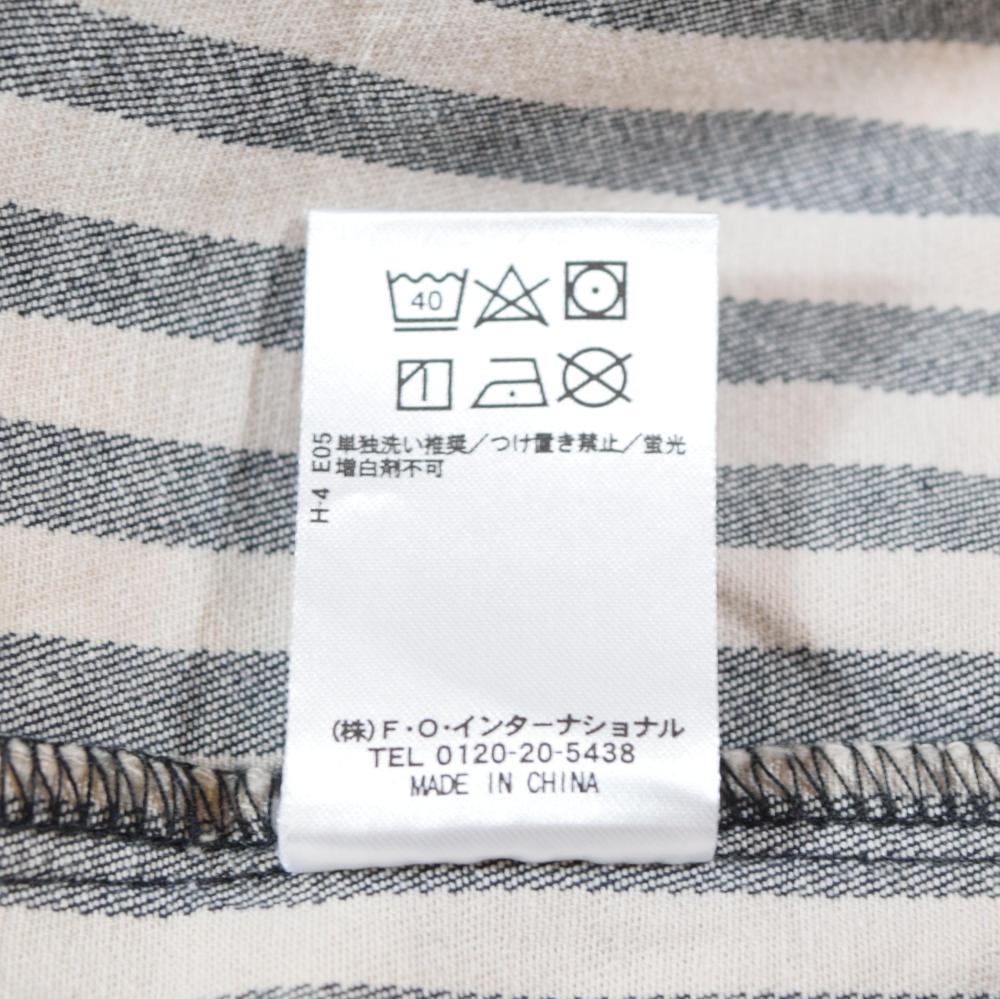 40
単独洗い推奨／つけ置き禁止／蛍光
増白剤不可
H-4 E05
(株)F・O・インターナショナル
TEL 0120-20-5438
MADE IN CHINA